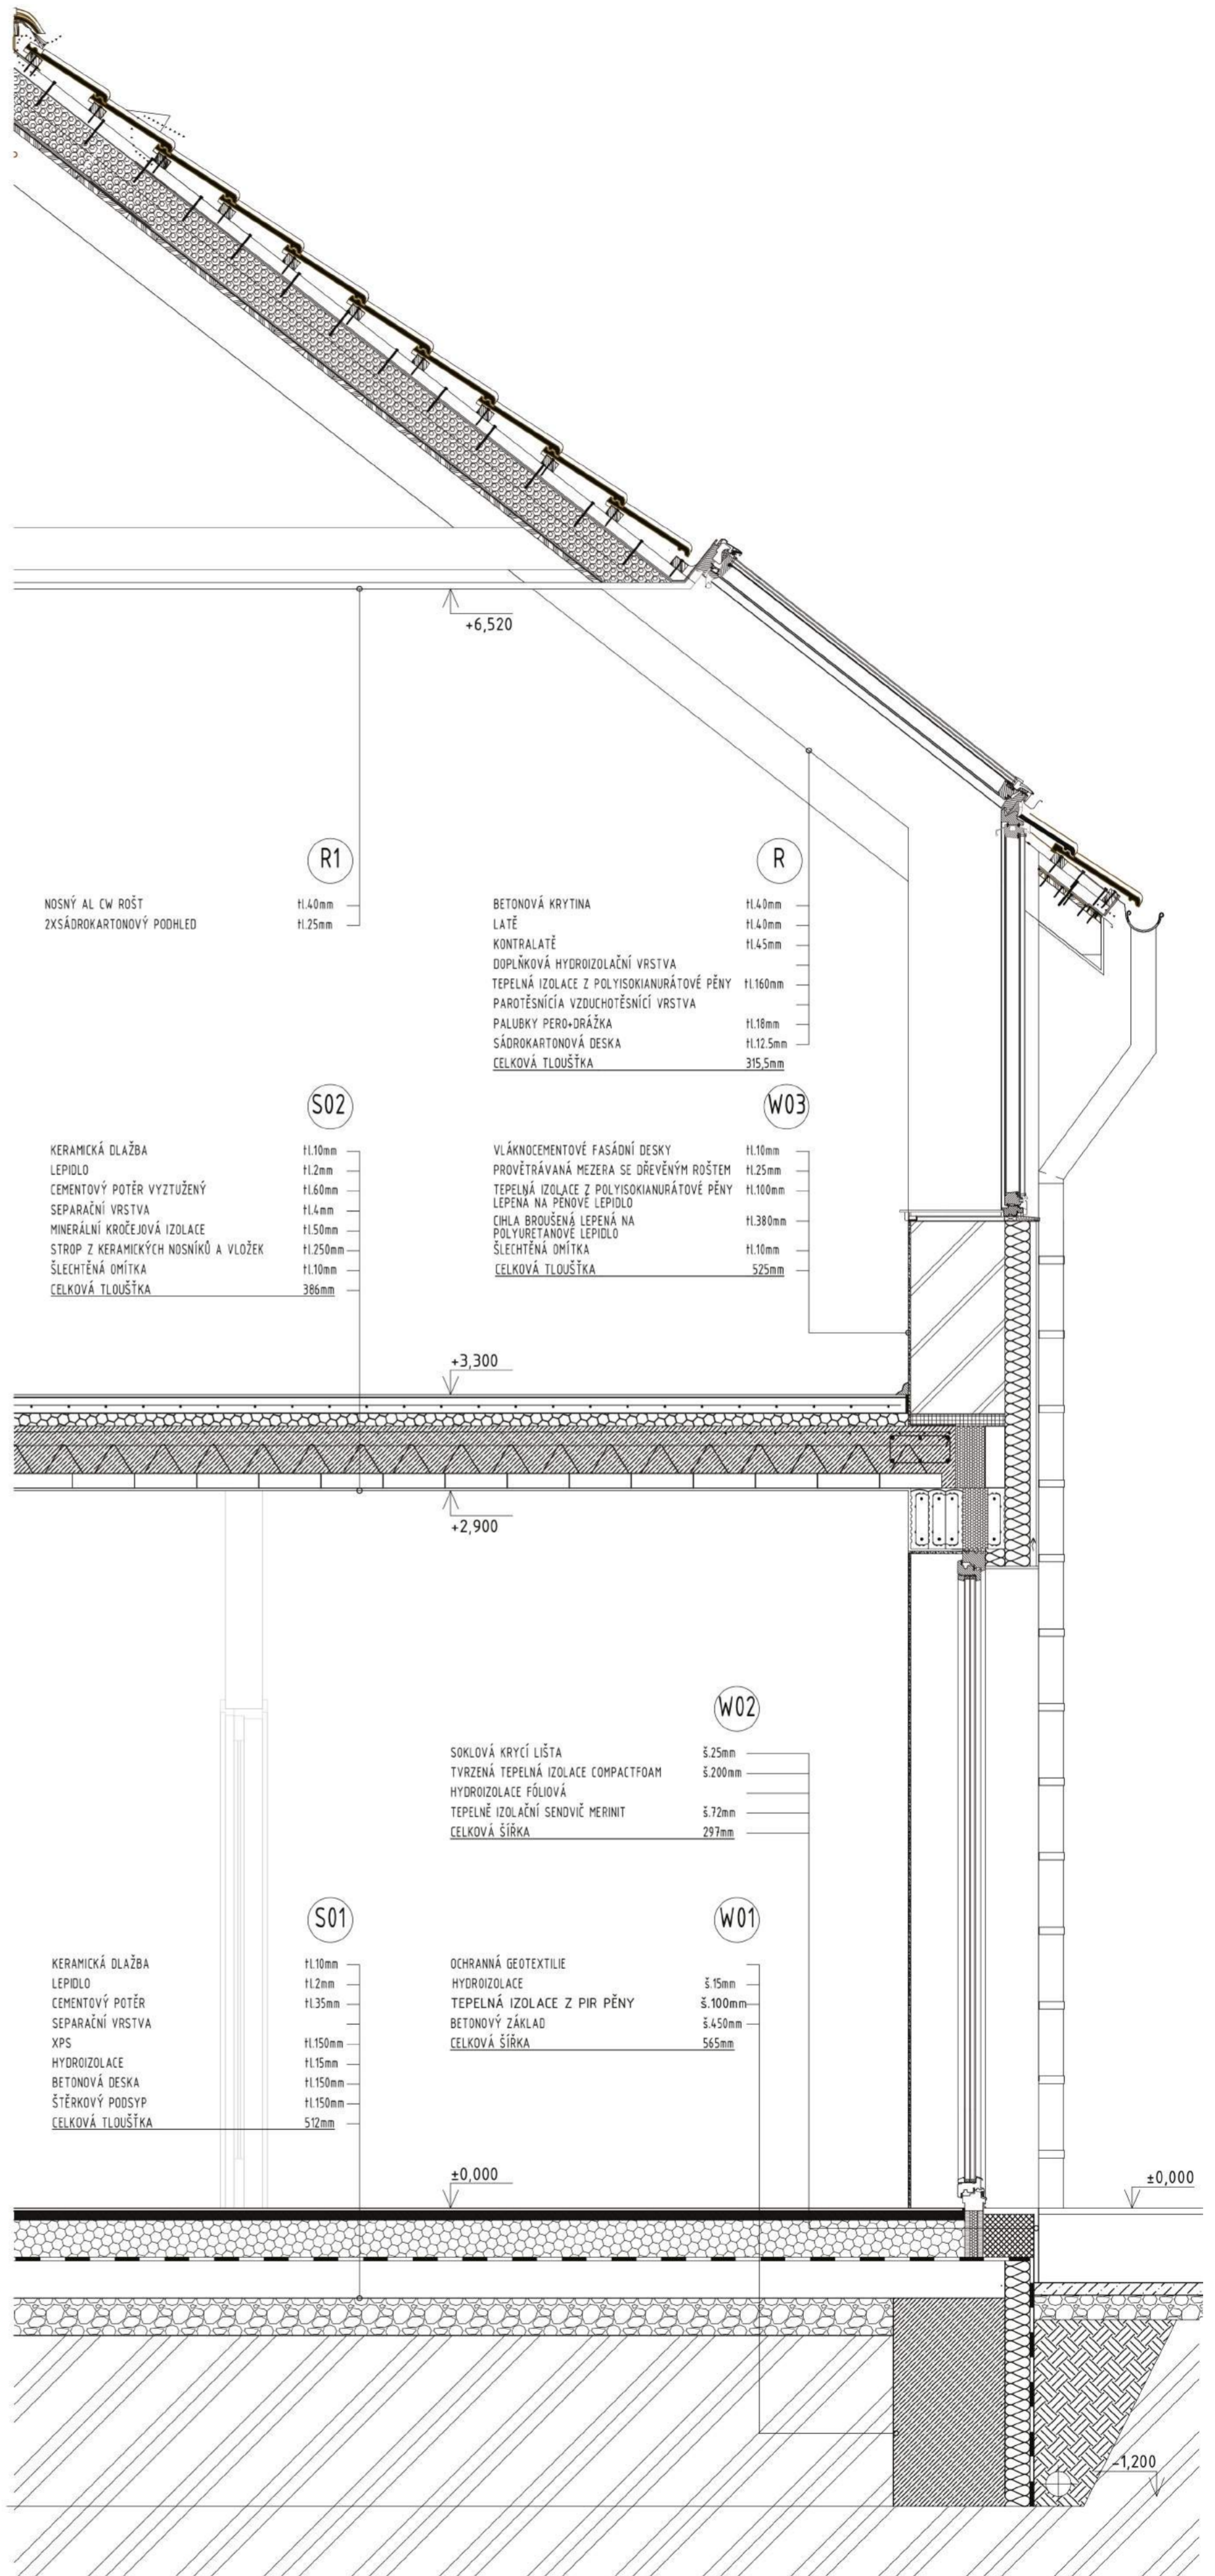 +6,520
R1
NOSNÝ AL CW ROŠT tl.40mm
2XSÁDROKARTONOVÝ PODHLED tl.25mm
R
BETONOVÁ KRYTINA tl.40mm
LATĚ tl.40mm
KONTRALATĚ tl.45mm
DOPLŇKOVÁ HYDROIZOLAČNÍ VRSTVA
TEPELNÁ IZOLACE Z POLYISOKIANURÁTOVÉ PĚNY tl.160mm
PAROTĚSNÍCÍA VZDUCHOTĚSNÍCÍ VRSTVA
PALUBKY PERO+DRÁŽKA tl.18mm
SÁDROKARTONOVÁ DESKA tl.12.5mm
CELKOVÁ TLOUŠŤKA 315,5mm
S02
KERAMICKÁ DLAŽBA tl.10mm
LEPIDLO tl.2mm
CEMENTOVÝ POTĚR VYZTUŽENÝ tl.60mm
SEPARAČNÍ VRSTVA tl.4mm
MINERÁLNÍ KROČEJOVÁ IZOLACE tl.50mm
STROP Z KERAMICKÝCH NOSNÍKŮ A VLOŽEK tl.250mm
ŠLECHTĚNÁ OMÍTKA tl.10mm
CELKOVÁ TLOUŠŤKA 386mm
W03
VLÁKNOCEMENTOVÉ FASÁDNÍ DESKY tl.10mm
PROVĚTRÁVANÁ MEZERA SE DŘEVĚNÝM ROŠTEM tl.25mm
TEPELNÁ IZOLACE Z POLYISOKIANURÁTOVÉ PĚNY tl.100mm
LEPENÁ NA PĚNOVÉ LEPIDLO
CIHLA BROUŠENÁ LEPENÁ NA tl.380mm
POLYURETANOVÉ LEPIDLO
ŠLECHTĚNÁ OMÍTKA tl.10mm
CELKOVÁ TLOUŠŤKA 525mm
+3,300
+2,900
W02
SOKLOVÁ KRYCÍ LIŠTA š.25mm
TVRZENÁ TEPELNÁ IZOLACE COMPACTFOAM š.200mm
HYDROIZOLACE FÓLIOVÁ
TEPELNĚ IZOLAČNÍ SENDVIČ MERINIT š.72mm
CELKOVÁ ŠÍŘKA 297mm
S01
KERAMICKÁ DLAŽBA tl.10mm
LEPIDLO tl.2mm
CEMENTOVÝ POTĚR tl.35mm
SEPARAČNÍ VRSTVA
XPS tl.150mm
HYDROIZOLACE tl.15mm
BETONOVÁ DESKA tl.150mm
ŠTĚRKOVÝ PODSYP tl.150mm
CELKOVÁ TLOUŠŤKA 512mm
W01
OCHRANNÁ GEOTEXTILIE
HYDROIZOLACE š.15mm
TEPELNÁ IZOLACE Z PIR PĚNY š.100mm
BETONOVÝ ZÁKLAD š.450mm
CELKOVÁ ŠÍŘKA 565mm
±0,000
±0,000
-1,200